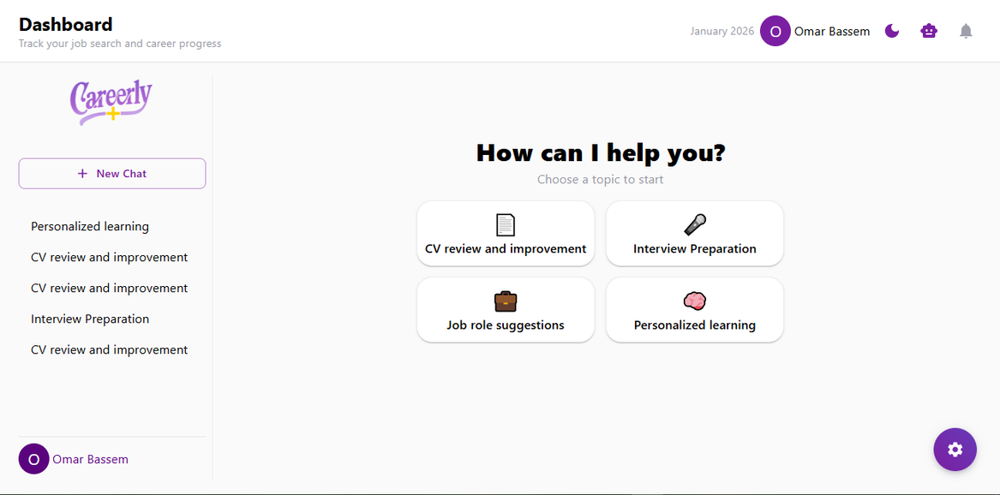 Dashboard
Track your job search and career progress
January 2026
O
Omar Bassem
Careerly
+ New Chat
Personalized learning
CV review and improvement
CV review and improvement
Interview Preparation
CV review and improvement
O
Omar Bassem
How can I help you?
Choose a topic to start
CV review and improvement
Interview Preparation
Job role suggestions
Personalized learning